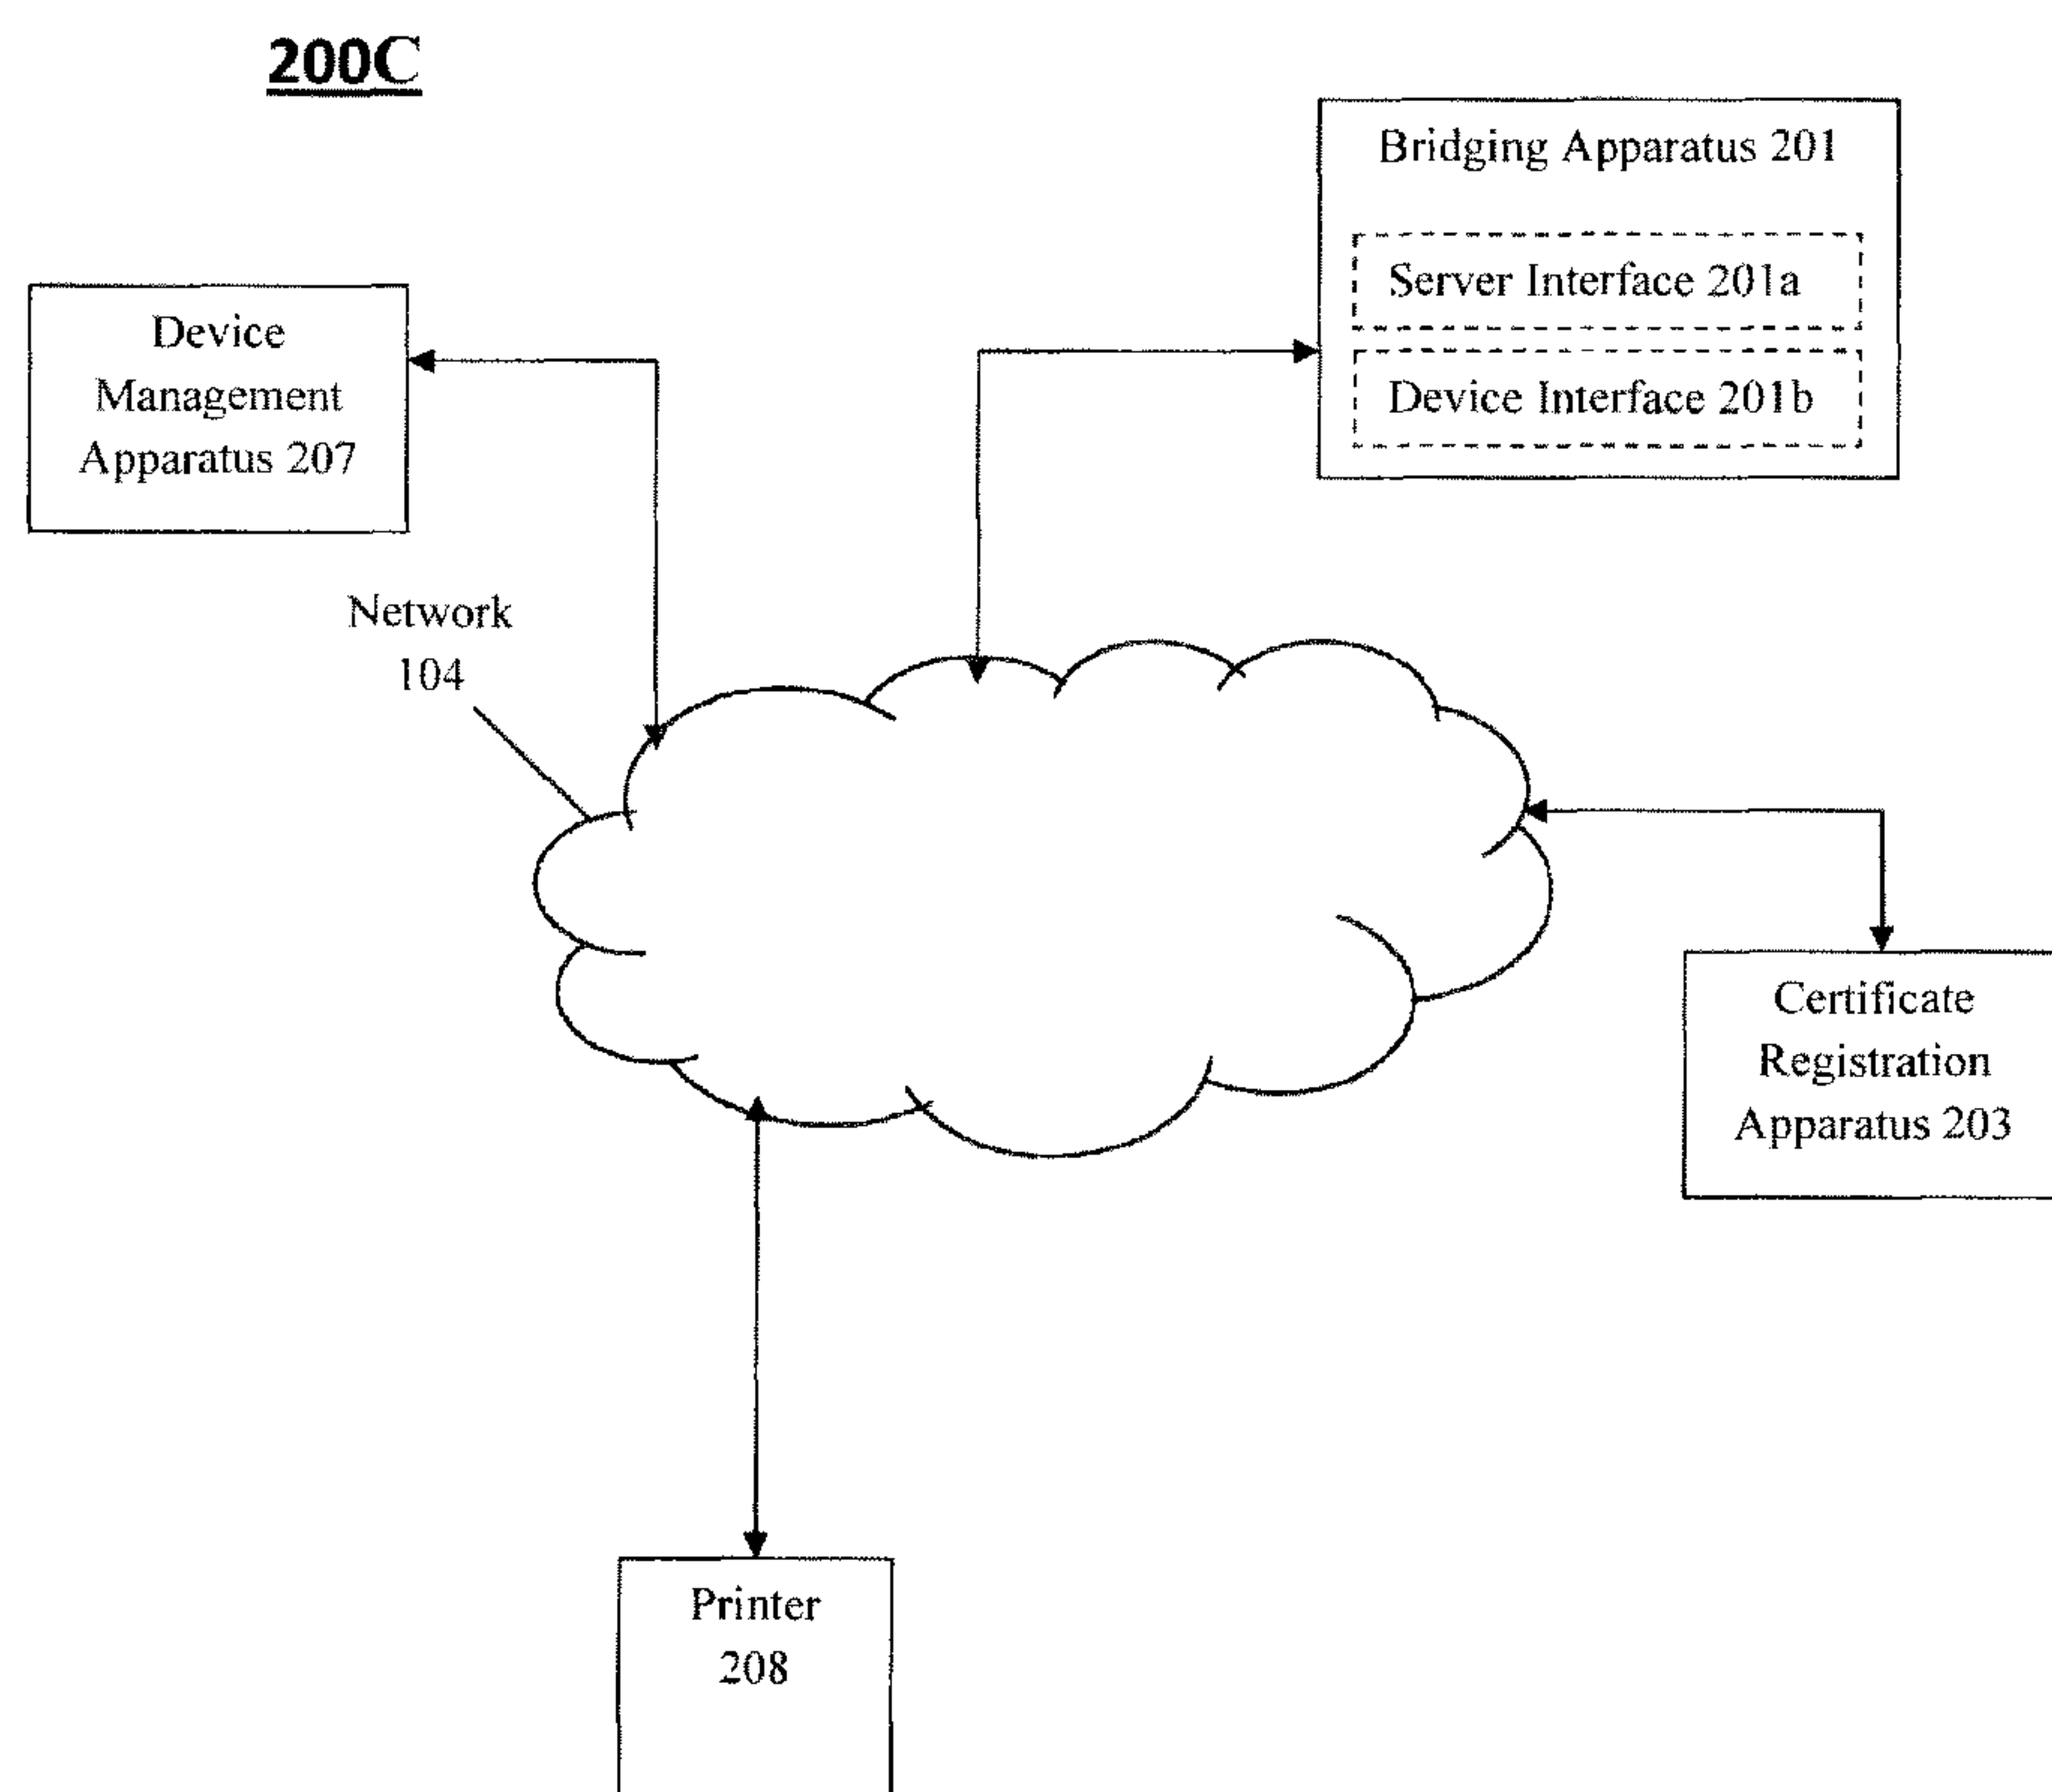 200C
Bridging Apparatus 201
Server Interface 201a
Device Interface 201b
Device
Management
Apparatus 207
Network
104
Certificate
Registration
Apparatus 203
Printer
208